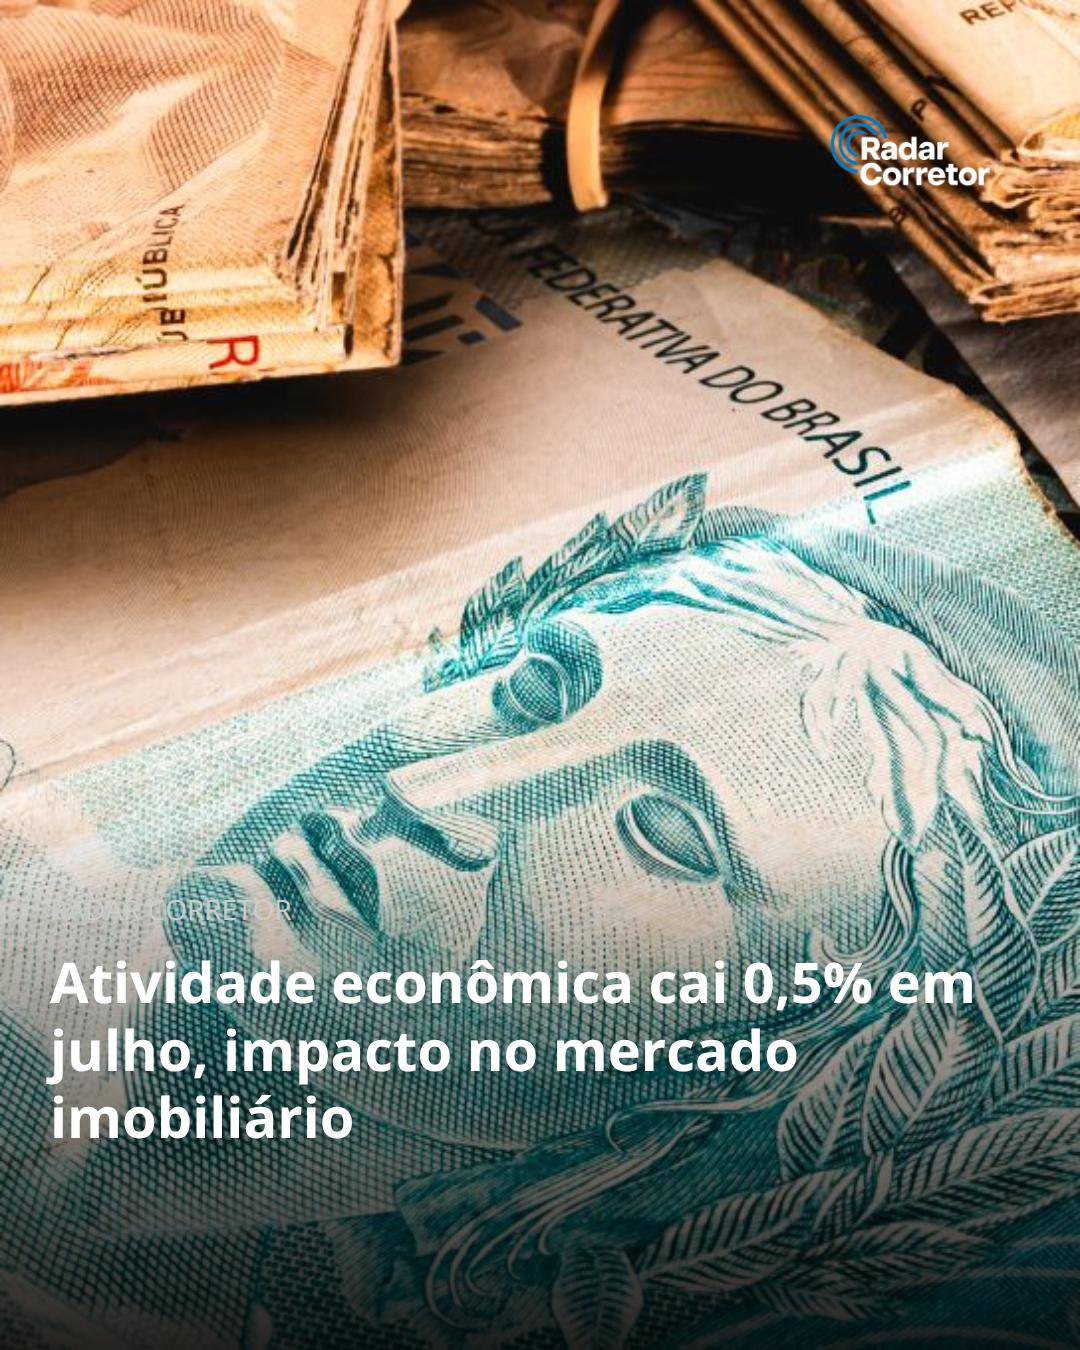 REP
Radar
Corretor
REPÚBLICA
R
A FEDERATIVA DO BRASIL
RADAR CORRETOR
Atividade econômica cai 0,5% em
julho, impacto no mercado
imobiliário